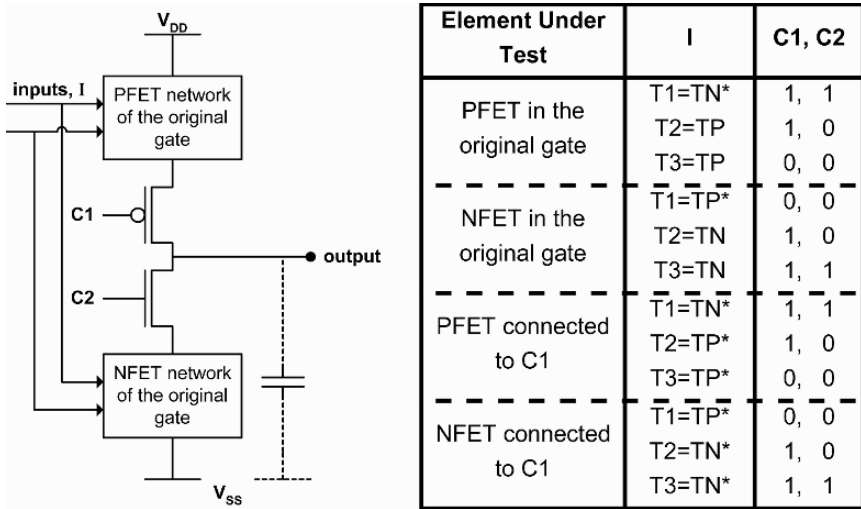 V_DD
inputs, I
PFET network
of the original
gate
C1
output
C2
NFET network
of the original
gate
V_SS
Element Under
Test
I
C1, C2
PFET in the
original gate
T1=TN*
1, 1
T2=TP
1, 0
T3=TP
0, 0
NFET in the
original gate
T1=TP*
0, 0
T2=TN
1, 0
T3=TN
1, 1
PFET connected
to C1
T1=TN*
1, 1
T2=TP*
1, 0
T3=TP*
0, 0
NFET connected
to C1
T1=TP*
0, 0
T2=TN*
1, 0
T3=TN*
1, 1